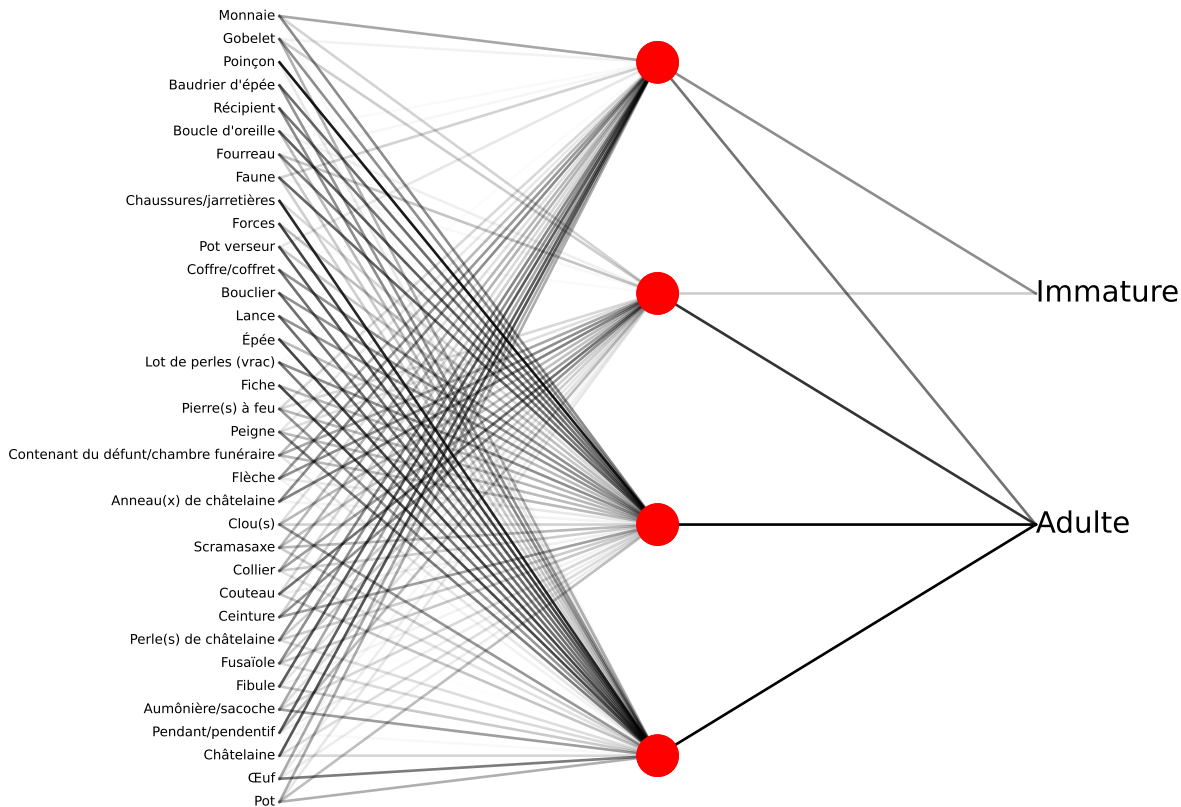 Monnaie
Gobelet
Poinçon
Baudrier d'épée
Récipient
Boucle d'oreille
Fourreau
Faune
Chaussures/jarretières
Forces
Pot verseur
Coffre/coffret
Bouclier
Lance
Épée
Lot de perles (vrac)
Fiche
Pierre(s) à feu
Peigne
Contenant du défunt/chambre funéraire
Flèche
Anneau(x) de châtelaine
Clou(s)
Scramasaxe
Collier
Couteau
Ceinture
Perle(s) de châtelaine
Fusaïole
Fibule
Aumônière/sacoche
Pendant/pendentif
Châtelaine
Œuf
Pot
Immature
Adulte